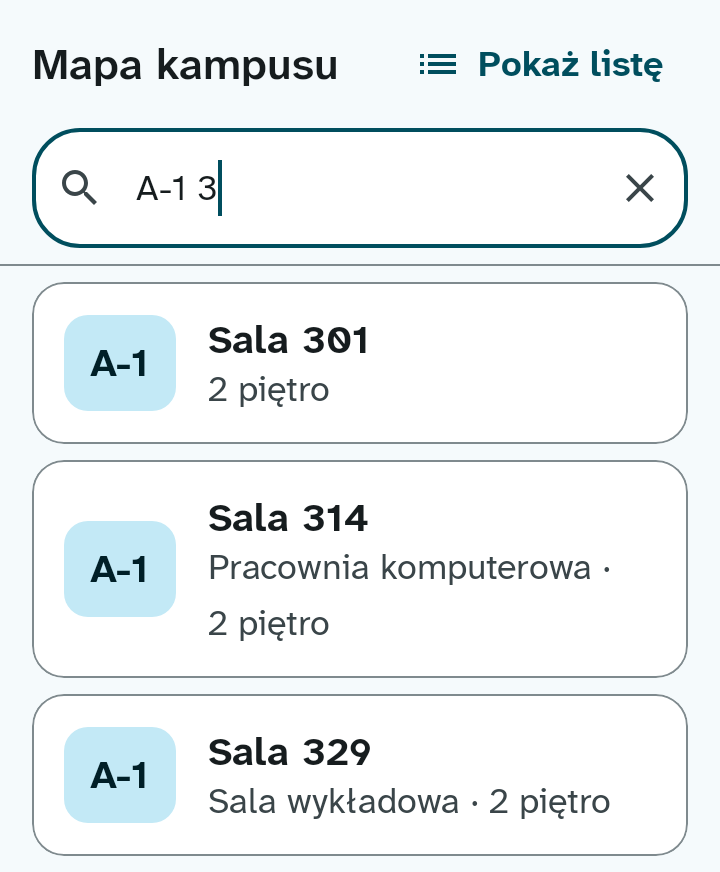 Mapa kampusu
Pokaż listę
A-1 3
A-1
Sala 301
2 piętro
A-1
Sala 314
Pracownia komputerowa ·
2 piętro
A-1
Sala 329
Sala wykładowa · 2 piętro